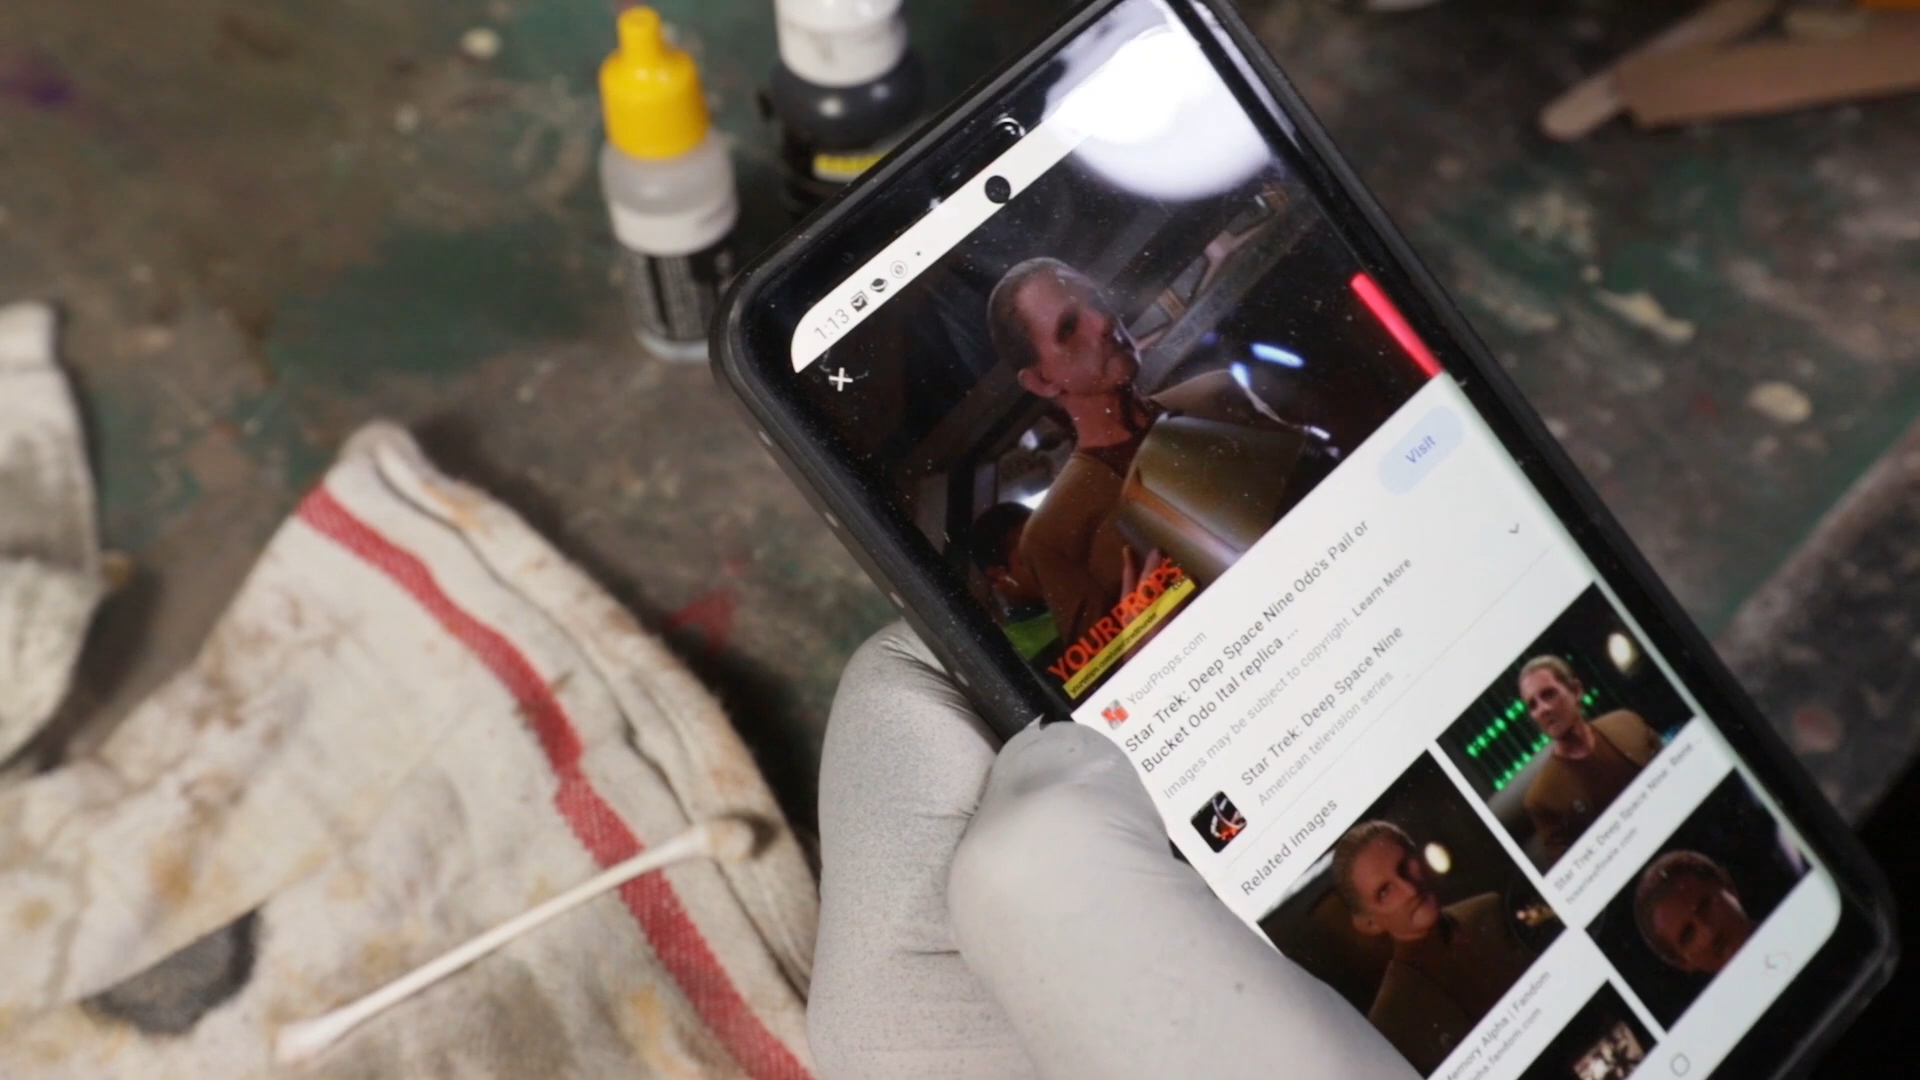 1:13
Visit
YOURPROPS
YourProps.com
Star Trek: Deep Space Nine Odo's Pail or
Bucket Odo Ital replica ...
Images may be subject to copyright. Learn More
Star Trek: Deep Space Nine
American television series
Related images
Star Trek: Deep Space Nine:
Memory Alpha | Fandom